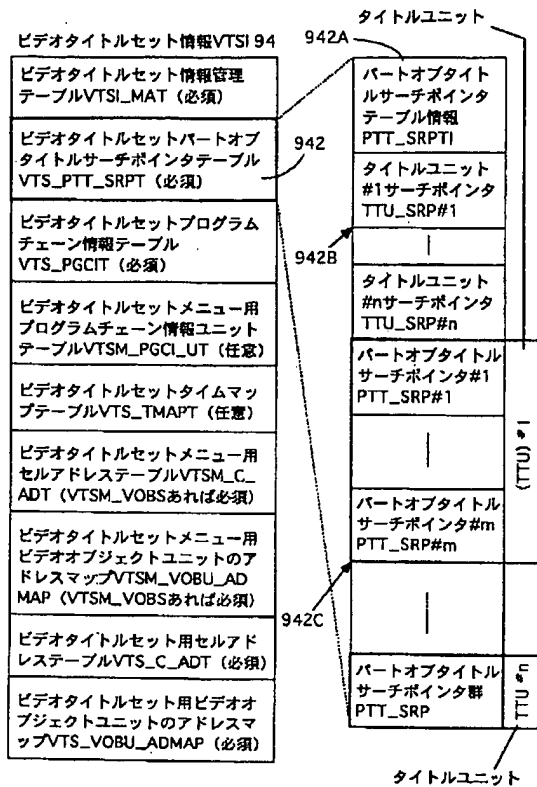 ビデオタイトルセット情報VTSI 94
ビデオタイトルセット情報管理
テーブルVTSI_MAT（必須）
ビデオタイトルセットパートオブ
タイトルサーチポインタテーブル
VTS_PTT_SRPT（必須）
ビデオタイトルセットプログラム
チェーン情報テーブル
VTS_PGCIT（必須）
ビデオタイトルセットメニュー用
プログラムチェーン情報ユニット
テーブルVTSM_PGCI_UT（任意）
ビデオタイトルセットタイムマッ
プテーブルVTS_TMAPT（任意）
ビデオタイトルセットメニュー用
セルアドレステーブルVTSM_C_
ADT（VTSM_VOBSあれば必須）
ビデオタイトルセットメニュー用
ビデオオブジェクトユニットのア
ドレスマップVTSM_VOBU_AD
MAP（VTSM_VOBSあれば必須）
ビデオタイトルセット用セルアド
レステーブルVTS_C_ADT（必須）
ビデオタイトルセット用ビデオオ
ブジェクトユニットのアドレスマ
ップVTS_VOBU_ADMAP（必須）
942
942A
942B
942C
タイトルユニット
パートオブタイト
ルサーチポインタ
テーブル情報
PTT_SRPTI
タイトルユニット
#1サーチポインタ
TTU_SRP#1
タイトルユニット
#nサーチポインタ
TTU_SRP#n
パートオブタイトル
サーチポインタ#1
PTT_SRP#1
パートオブタイトル
サーチポインタ#m
PTT_SRP#m
パートオブタイトル
サーチポインタ群
PTT_SRP
(TTU) #1
TTU #n
タイトルユニット